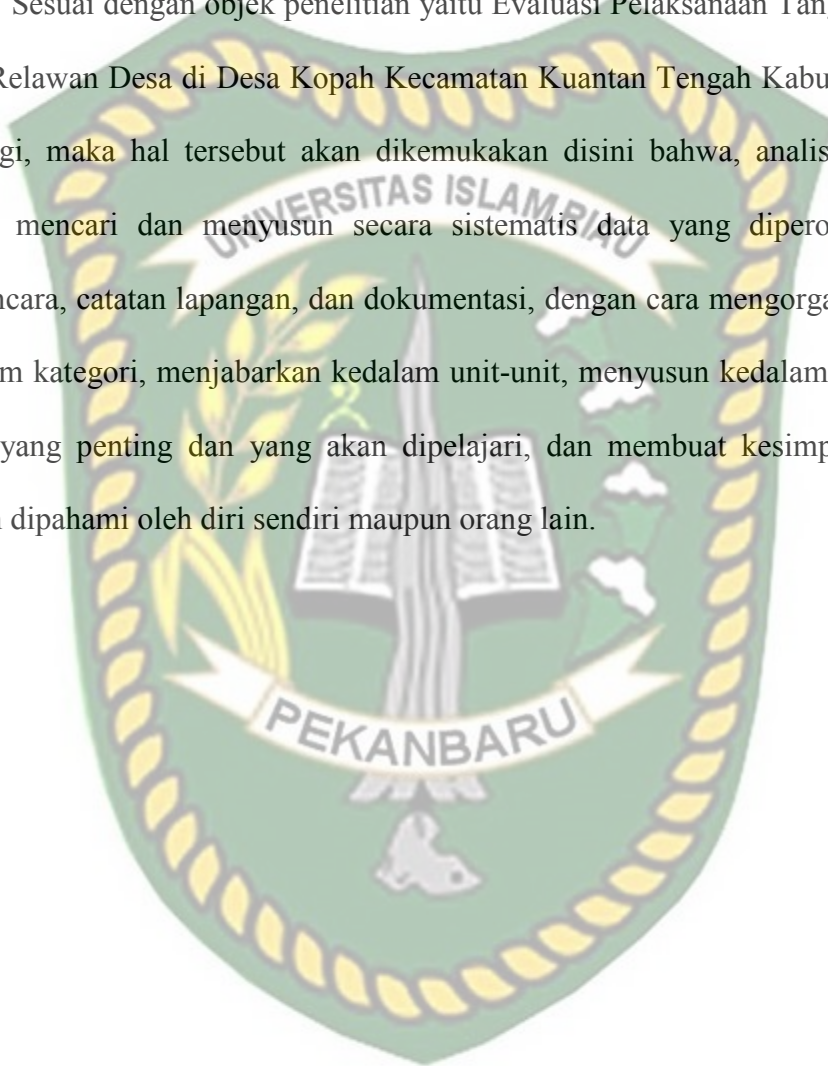 Sesuai dengan objek penelitian yaitu Evaluasi Pelaksanaan
Relawan Desa di Desa Kopah Kecamatan Kuantan Tengah
maka hal tersebut akan dikemukakan disini bahwa,
mencari dan menyusun secara sistematis data yang
catatan lapangan, dan dokumentasi, dengan cara
kategori, menjabarkan kedalam unit-unit, menyusun kedalam
yang penting dan yang akan dipelajari, dan membuat
dipahami oleh diri sendiri maupun orang lain.
UNIVERSITAS ISLAM RIAU
PEKANBARU